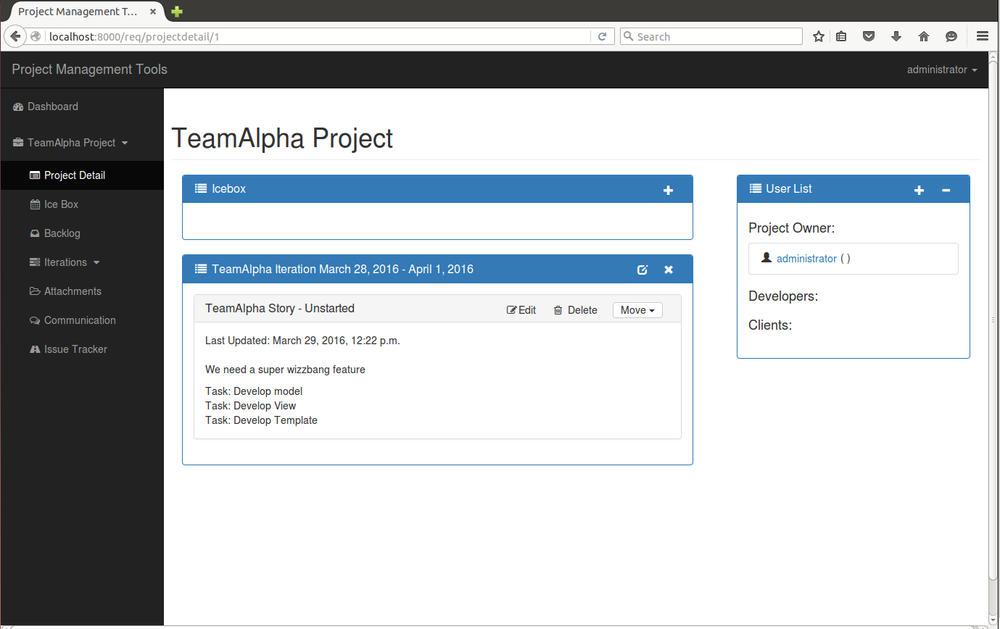 Project Management T...
localhost:8000/req/projectdetail/1
Search
Project Management Tools
administrator
Dashboard
TeamAlpha Project
Project Detail
Ice Box
Backlog
Iterations
Attachments
Communication
Issue Tracker
TeamAlpha Project
Icebox
TeamAlpha Iteration March 28, 2016 - April 1, 2016
TeamAlpha Story - Unstarted
Edit Delete Move
Last Updated: March 29, 2016, 12:22 p.m.
We need a super wizzbang feature
Task: Develop model
Task: Develop View
Task: Develop Template
User List
Project Owner:
administrator ( )
Developers:
Clients: